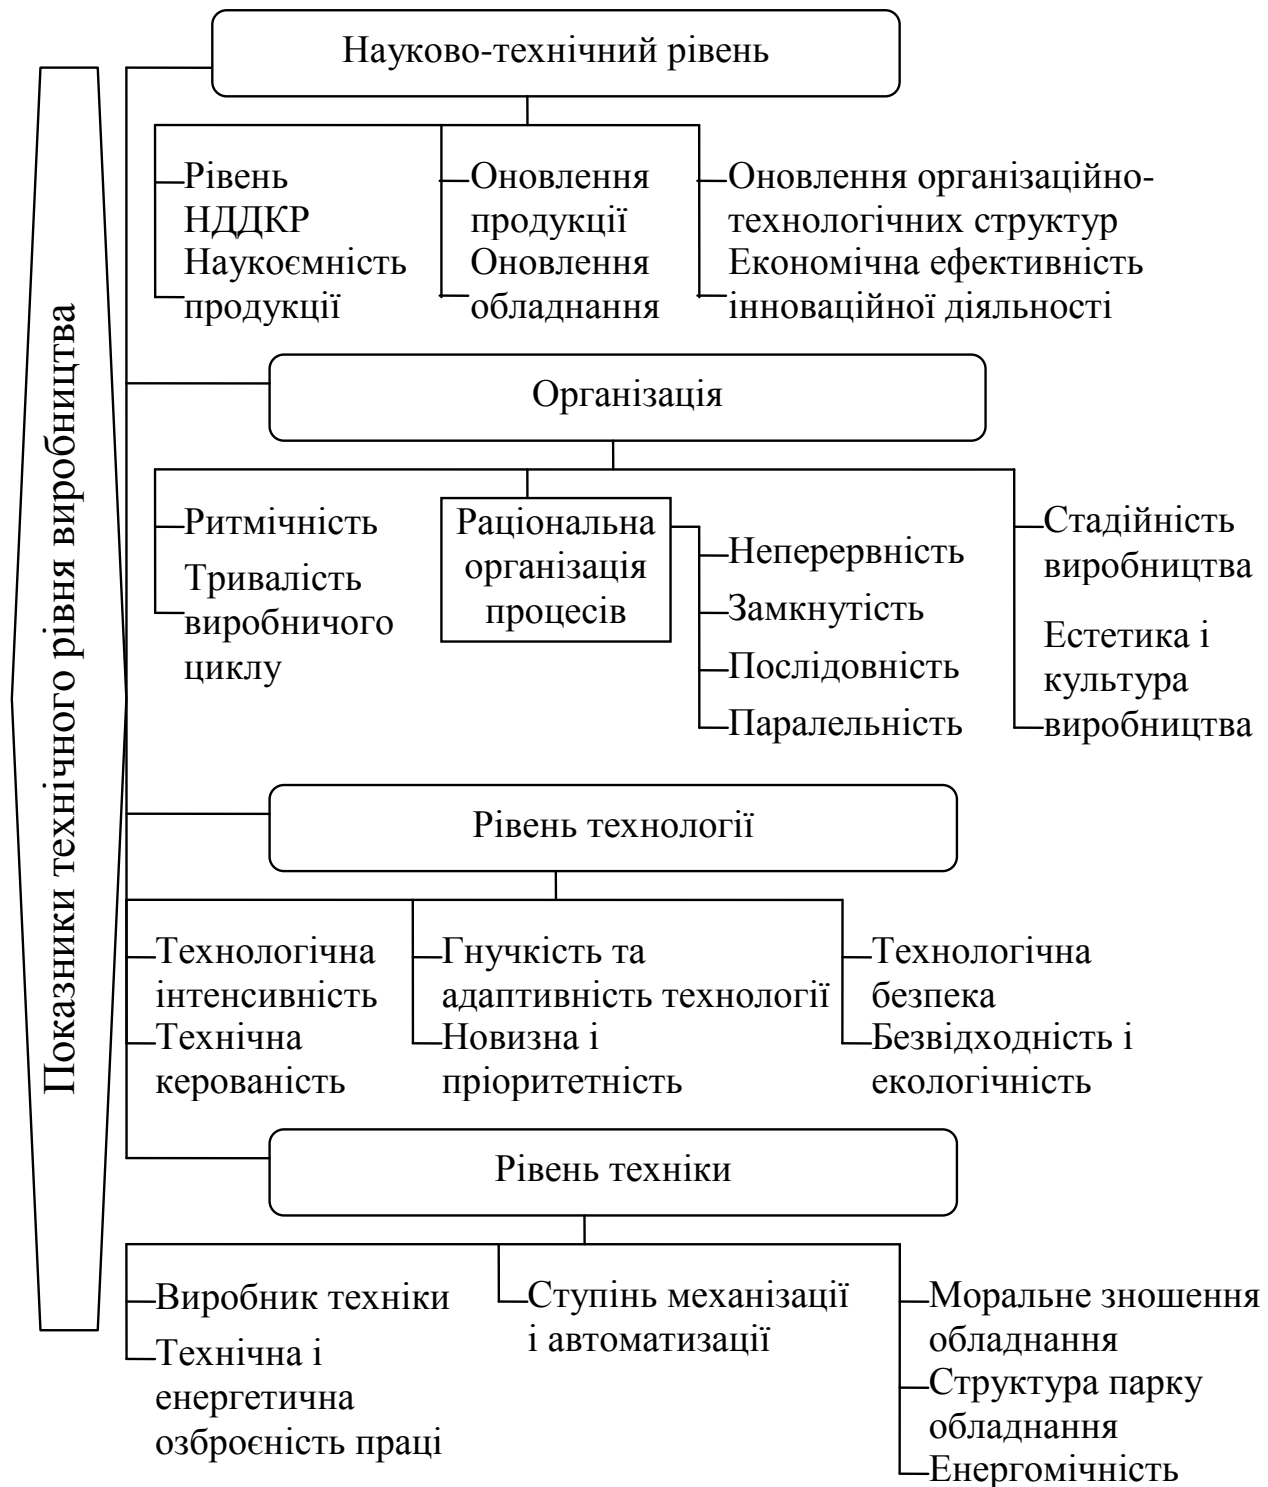 Показники технічного рівня виробництва
Науково-технічний рівень
Рівень
НДДКР
Наукоємність
продукції
Оновлення
продукції
Оновлення
обладнання
Оновлення організаційно-
технологічних структур
Економічна ефективність
інноваційної діяльності
Організація
Ритмічність
Тривалість
виробничого
циклу
Раціональна
організація
процесів
Неперервність
Замкнутість
Послідовність
Паралельність
Стадійність
виробництва
Естетика і
культура
виробництва
Рівень технології
Технологічна
інтенсивність
Технічна
керованість
Гнучкість та
адаптивність технології
Новизна і
пріоритетність
Технологічна
безпека
Безвідходність і
екологічність
Рівень техніки
Виробник техніки
Технічна і
енергетична
озброєність праці
Ступінь механізації
і автоматизації
Моральне зношення
обладнання
Структура парку
обладнання
Енергомічність